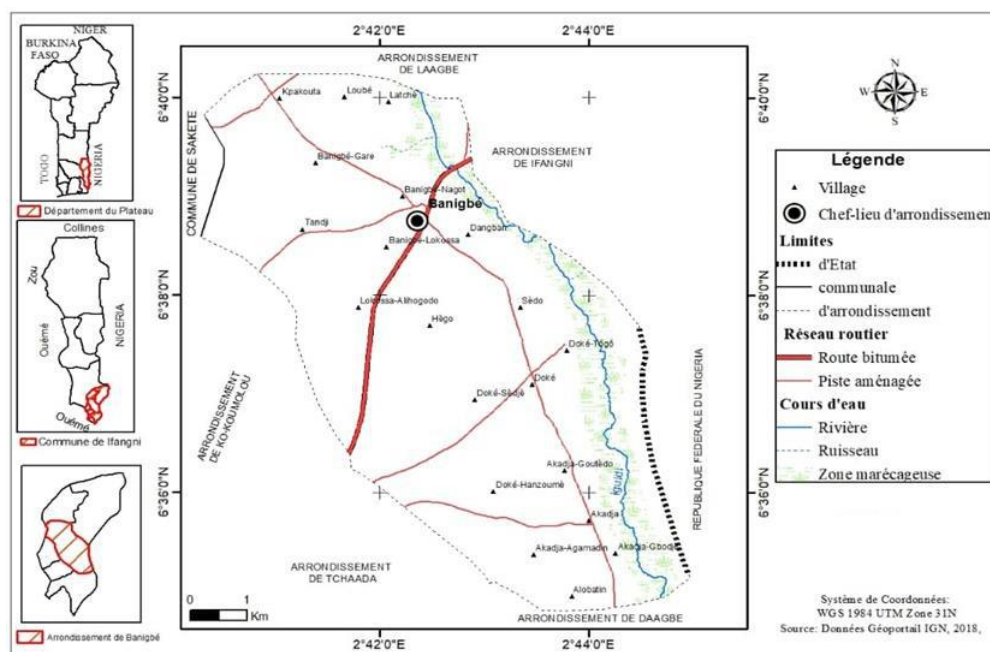 NIGER
BURKINA
FASO
TOGO
NIGERIA
Département du Plateau
Collines
Zou
Ouémé
NIGERIA
Ouémé
Commune de Ifangni
Arrondissement de Banigbé
2°42'0"E
2°44'0"E
6°40'0"N
6°38'0"N
6°36'0"N
ARRONDISSEMENT
DE LAAGBE
COMMUNE DE SAKETE
ARRONDISSEMENT
DE IFANGNI
Kpakouta
Loubé
Latché
Banigbé-Gare
Banigbé-Nagot
Banigbé
Tandji
Dangban
Banigbé-Lokossa
Lokossa-Alihogodo
Hêgo
Sèdo
Doké-Togô
Doké
Doké-Sèdjè
ARRONDISSEMENT
DE KO-KOUMOLOU
REPUBLIQUE FEDERALE DU NIGERIA
Akadja-Goutèdo
Doké-Hanzoumè
Iguidi
Akadja
Akadja-Agamadin
Akadja-Gbodjè
Alobatin
ARRONDISSEMENT
DE TCHAADA
ARRONDISSEMENT DE DAAGBE
0 1
Km
6°40'0"N
6°38'0"N
6°36'0"N
2°42'0"E
2°44'0"E
N
W E
S
Légende
Village
Chef-lieu d'arrondissement
Limites
d'Etat
communale
d'arrondissement
Réseau routier
Route bitumée
Piste aménagée
Cours d'eau
Rivière
Ruisseau
Zone marécageuse
Système de Coordonées:
WGS 1984 UTM Zone 31N
Source: Données Géoportail IGN, 2018,